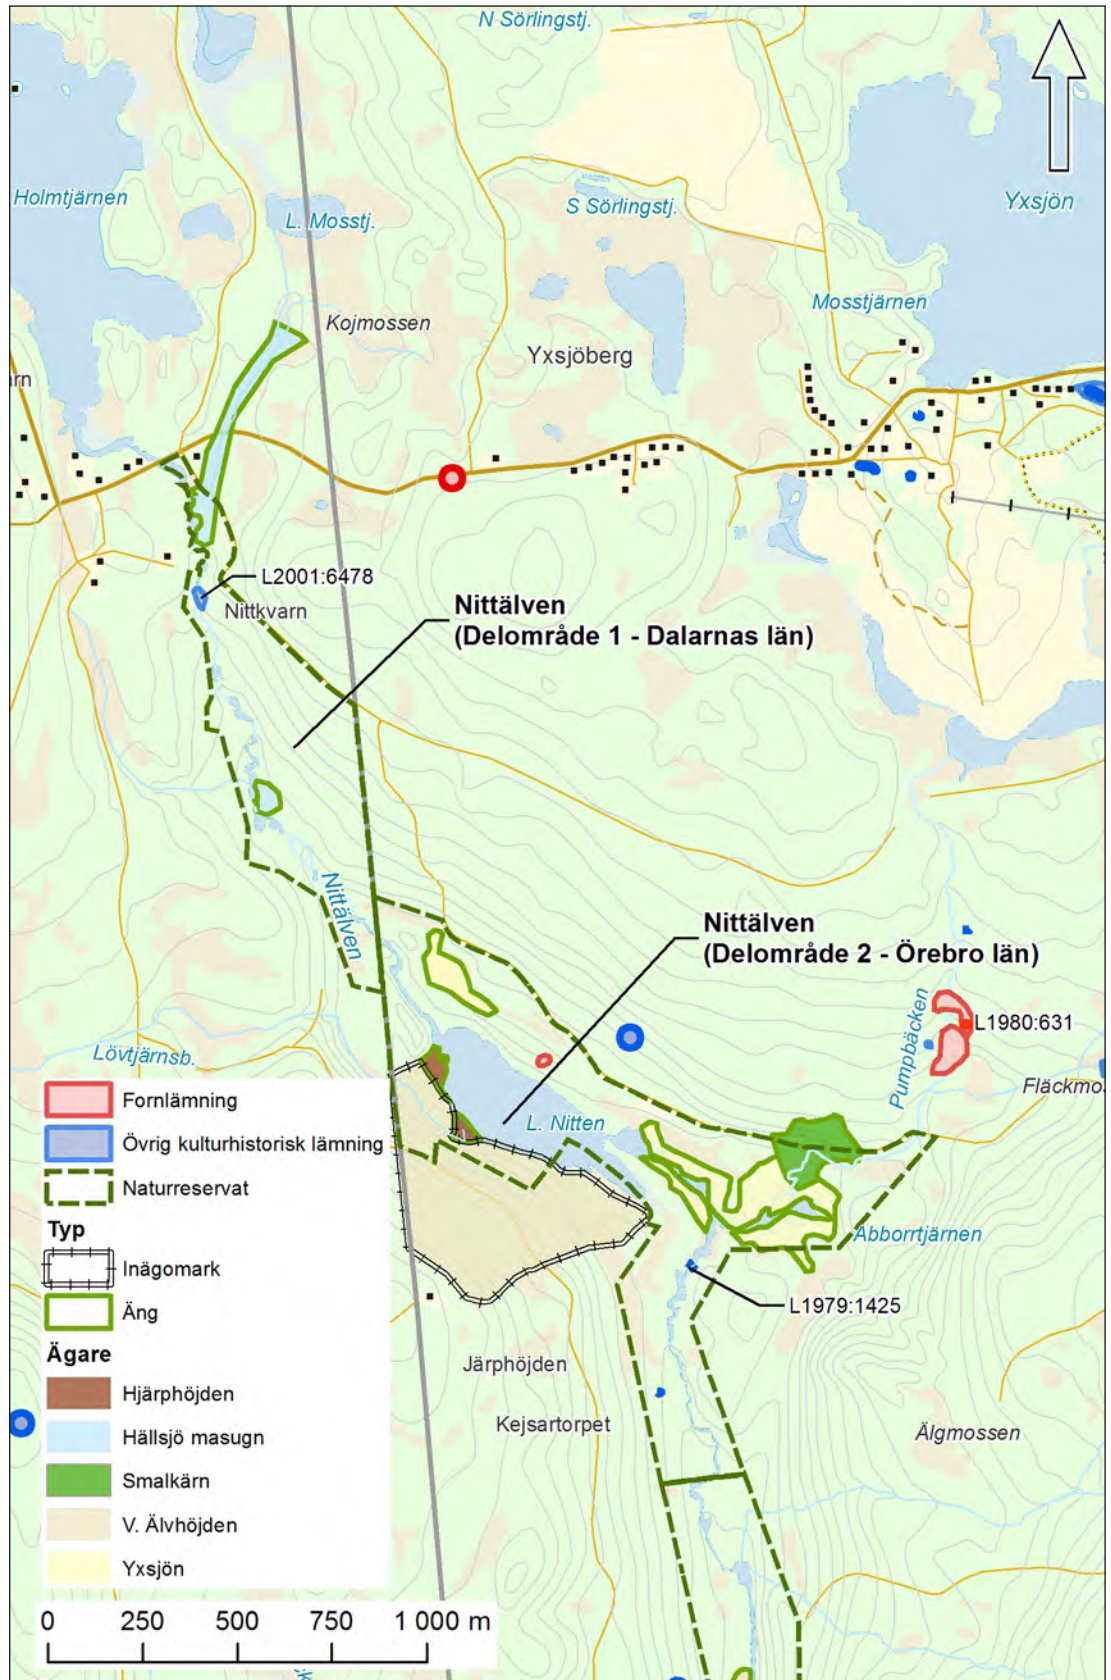 N Sörlingstj.
Holmtjärnen
L. Mosstj.
S Sörlingstj.
Yxsjön
Mosstjärnen
Kojmossen
Yxsjöberg
L2001:6478
Nittkvarn
Nittälven
(Delområde 1 - Dalarnas län)
Nittälven
Nittälven
(Delområde 2 - Örebro län)
Pumpbäcken
L1980:631
Lövtjärnsb.
Fläckmos
L. Nitten
Abborrtjärnen
L1979:1425
Järphöjden
Kejsartorpet
Älgmossen
Fornlämning
Övrig kulturhistorisk lämning
Naturreservat
Typ
Inägomark
Äng
Ägare
Hjärphöjden
Hällsjö masugn
Smalkärn
V. Älvhöjden
Yxsjön
0 250 500 750 1 000 m